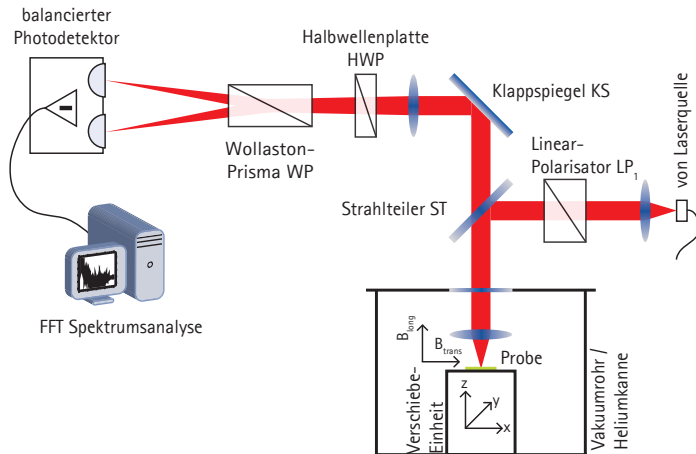 balancierter
Photodetektor
Halbwellenplatte
HWP
Klappspiegel KS
Wollaston-
Prisma WP
Linear-
Polarisator LP1
von Laserquelle
Strahlteiler ST
FFT Spektrumsanalyse
Blong
Btrans
Probe
Verschiebe-
Einheit
z
y
x
Vakuumrohr /
Heliumkanne